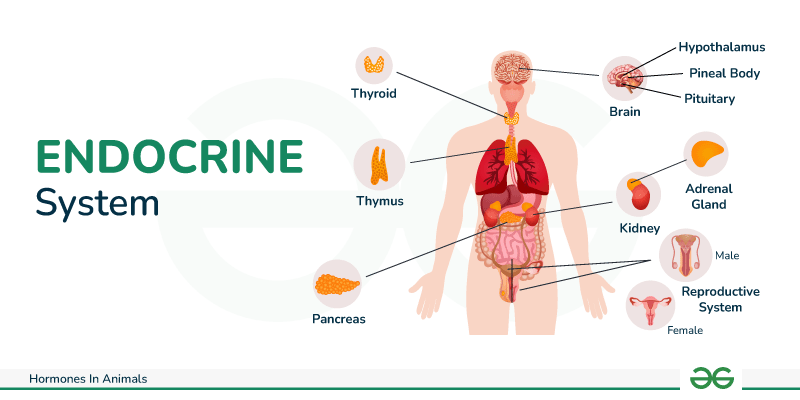 ENDOCRINE
System
Thyroid
Thymus
Pancreas
Hypothalamus
Pineal Body
Pituitary
Brain
Adrenal
Gland
Kidney
Male
Reproductive
System
Female
Hormones In Animals